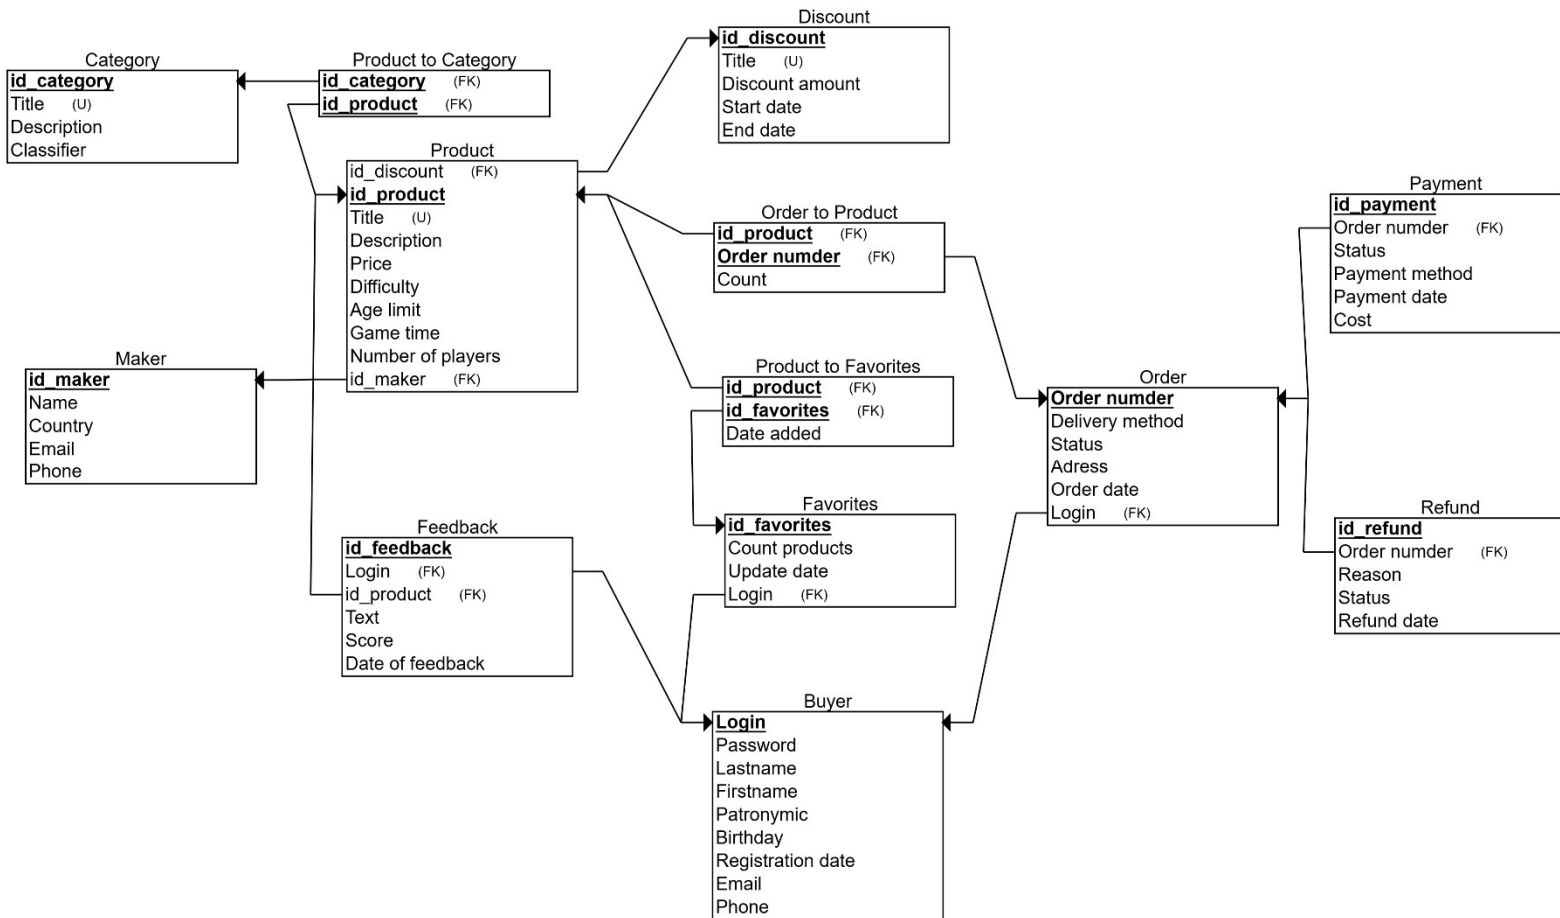 Category
id_category
Title (U)
Description
Classifier
Product to Category
id_category (FK)
id_product (FK)
Discount
id_discount
Title (U)
Discount amount
Start date
End date
Product
id_discount (FK)
id_product
Title (U)
Description
Price
Difficulty
Age limit
Game time
Number of players
id_maker (FK)
Order to Product
id_product (FK)
Order numder (FK)
Count
Payment
id_payment
Order numder (FK)
Status
Payment method
Payment date
Cost
Maker
id_maker
Name
Country
Email
Phone
Product to Favorites
id_product (FK)
id_favorites (FK)
Date added
Order
Order numder
Delivery method
Status
Adress
Order date
Login (FK)
Feedback
id_feedback
Login (FK)
id_product (FK)
Text
Score
Date of feedback
Favorites
id_favorites
Count products
Update date
Login (FK)
Refund
id_refund
Order numder (FK)
Reason
Status
Refund date
Buyer
Login
Password
Lastname
Firstname
Patronymic
Birthday
Registration date
Email
Phone